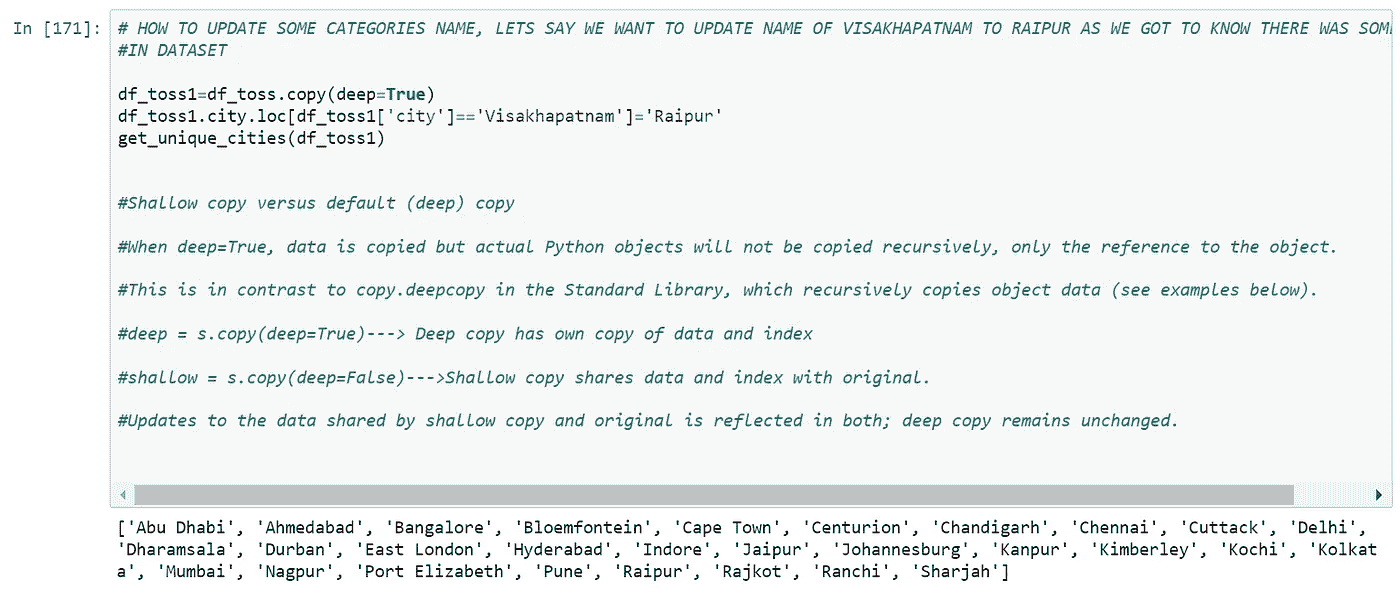 In [171]: # HOW TO UPDATE SOME CATEGORIES NAME, LETS SAY WE WANT TO UPDATE NAME OF VISAKHAPATNAM TO RAIPUR AS WE GOT TO KNOW THERE WAS
#IN DATASET
df_toss1=df_toss.copy(deep=True)
df_toss1.city.loc[df_toss1['city']=='Visakhapatnam']='Raipur'
get_unique_cities(df_toss1)
#Shallow copy versus default (deep) copy
#When deep=True, data is copied but actual Python objects will not be copied recursively, only the reference to the object.
#This is in contrast to copy.deepcopy in the Standard Library, which recursively copies object data (see examples below).
#deep = s.copy(deep=True)---> Deep copy has own copy of data and index
#shallow = s.copy(deep=False)--->Shallow copy shares data and index with original.
#Updates to the data shared by shallow copy and original is reflected in both; deep copy remains unchanged.
['Abu Dhabi', 'Ahmedabad', 'Bangalore', 'Bloemfontein', 'Cape Town', 'Centurion', 'Chandigarh', 'Chennai', 'Cuttack', 'Delhi',
'Dharamsala', 'Durban', 'East London', 'Hyderabad', 'Indore', 'Jaipur', 'Johannesburg', 'Kanpur', 'Kimberley', 'Kochi', 'Kolkat
a', 'Mumbai', 'Nagpur', 'Port Elizabeth', 'Pune', 'Raipur', 'Rajkot', 'Ranchi', 'Sharjah']